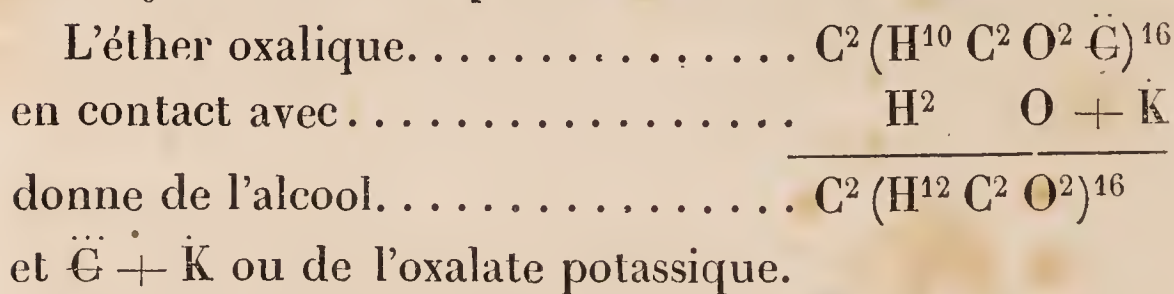 L'éther oxalique. . . . . . . . . . . . . . . . C² (H¹⁰ C² O² C̶̈)¹⁶
en contact avec. . . . . . . . . . . . . . . . . . H² O + K̇
donne de l'alcool. . . . . . . . . . . . . . . . . C² (H¹² C² O²)¹⁶
et C̶⃛ + K̇ ou de l'oxalate potassique.